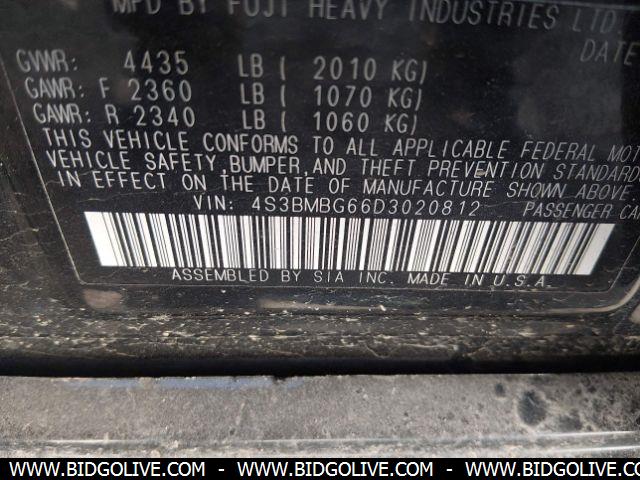 MFD BY FUJI HEAVY INDUSTRIES LTD.
DATE
GVWR: 4435 LB ( 2010 KG)
GAWR: F 2360 LB ( 1070 KG)
GAWR: R 2340 LB ( 1060 KG)
THIS VEHICLE CONFORMS TO ALL APPLICABLE FEDERAL MOT
VEHICLE SAFETY, BUMPER, AND THEFT PREVENTION STANDARD
IN EFFECT ON THE DATE OF MANUFACTURE SHOWN ABOVE.
VIN: 4S3BMBG66D3020812 PASSENGER CA
ASSEMBLED BY SIA INC. MADE IN U.S.A.
WWW.BIDGOLIVE.COM - WWW.BIDGOLIVE.COM - WWW.BIDGOLIVE.COM